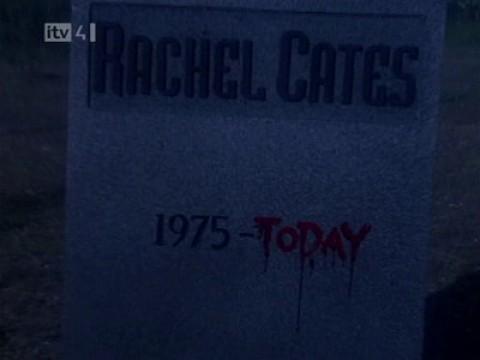 itv4
RACHEL CATES
1975-TODAY